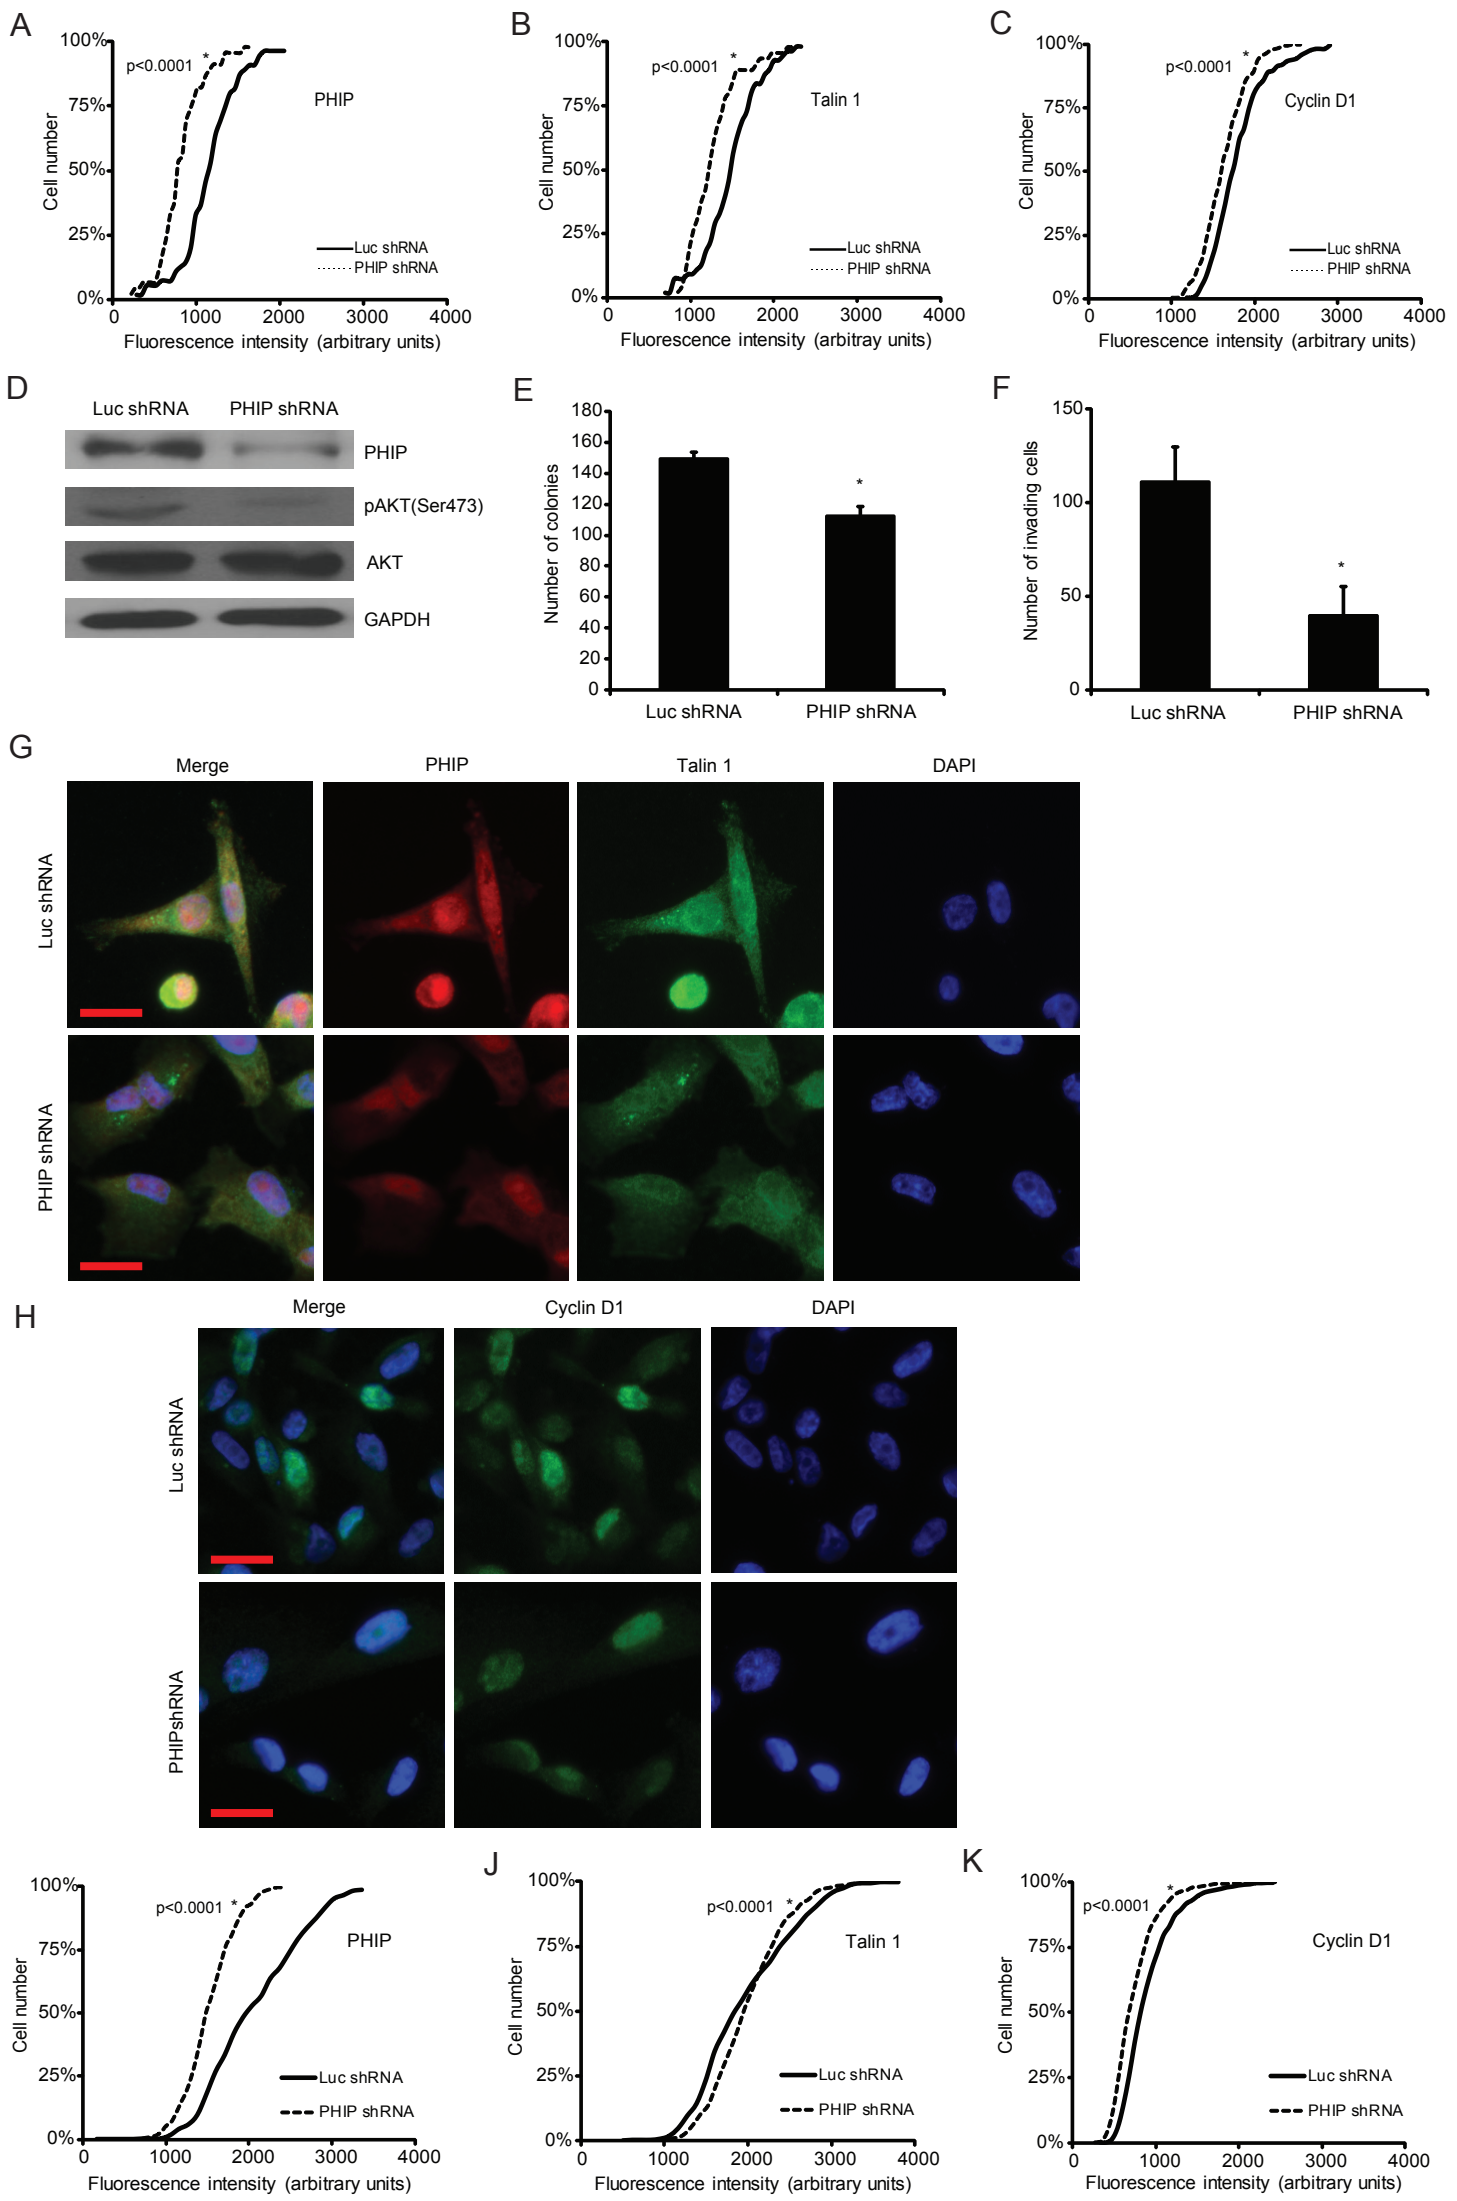 A
100%
75%
50%
25%
0%
Cell number
p<0.0001
*
PHIP
Luc shRNA
PHIP shRNA
0 1000 2000 3000 4000
Fluorescence intensity (arbitrary units)
B
100%
75%
50%
25%
0%
Cell number
p<0.0001
*
Talin 1
Luc shRNA
PHIP shRNA
0 1000 2000 3000 4000
Fluorescence intensity (arbitray units)
C
100%
75%
50%
25%
0%
Cell number
p<0.0001
*
Cyclin D1
Luc shRNA
PHIP shRNA
0 1000 2000 3000 4000
Fluorescence intensity (arbitrary units)
D
Luc shRNA PHIP shRNA
PHIP
pAKT(Ser473)
AKT
GAPDH
E
180
160
140
120
100
80
60
40
20
0
Number of colonies
*
Luc shRNA PHIP shRNA
F
150
100
50
0
Number of invading cells
*
Luc shRNA PHIP shRNA
G
Merge PHIP Talin 1 DAPI
Luc shRNA
PHIP shRNA
H
Merge Cyclin D1 DAPI
Luc shRNA
PHIPshRNA
100%
75%
50%
25%
0%
Cell number
p<0.0001 *
PHIP
Luc shRNA
PHIP shRNA
0 1000 2000 3000 4000
Fluorescence intensity (arbitrary units)
J
100%
75%
50%
25%
0%
Cell number
p<0.0001 *
Talin 1
Luc shRNA
PHIP shRNA
0 1000 2000 3000 4000
Fluorescence intensity (arbitrary units)
K
100%
75%
50%
25%
0%
Cell number
p<0.0001 *
Cyclin D1
Luc shRNA
PHIP shRNA
0 1000 2000 3000 4000
Fluorescence intensity (arbitrary units)